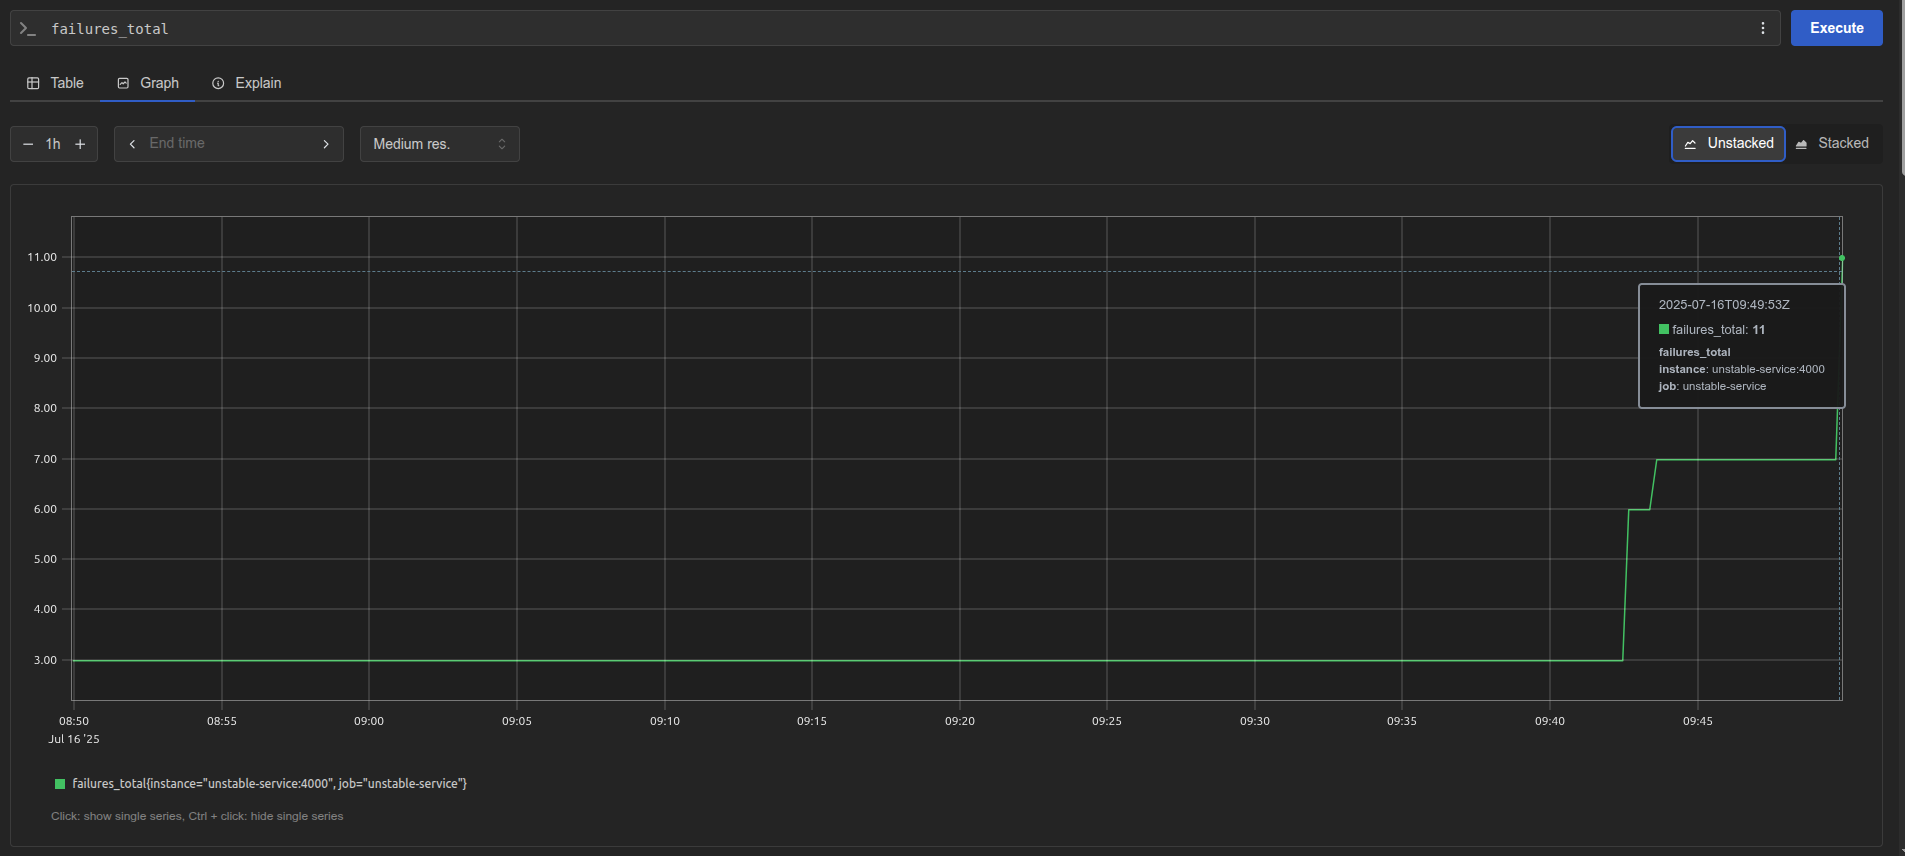 failures_total
Execute
Table Graph Explain
1h End time Medium res. Unstacked Stacked
11.00
10.00
9.00
8.00
7.00
6.00
5.00
4.00
3.00
2025-07-16T09:49:53Z
failures_total: 11
failures_total
instance: unstable-service:4000
job: unstable-service
08:50 08:55 09:00 09:05 09:10 09:15 09:20 09:25 09:30 09:35 09:40 09:45
Jul 16 '25
failures_total{instance="unstable-service:4000", job="unstable-service"}
Click: show single series, Ctrl + click: hide single series